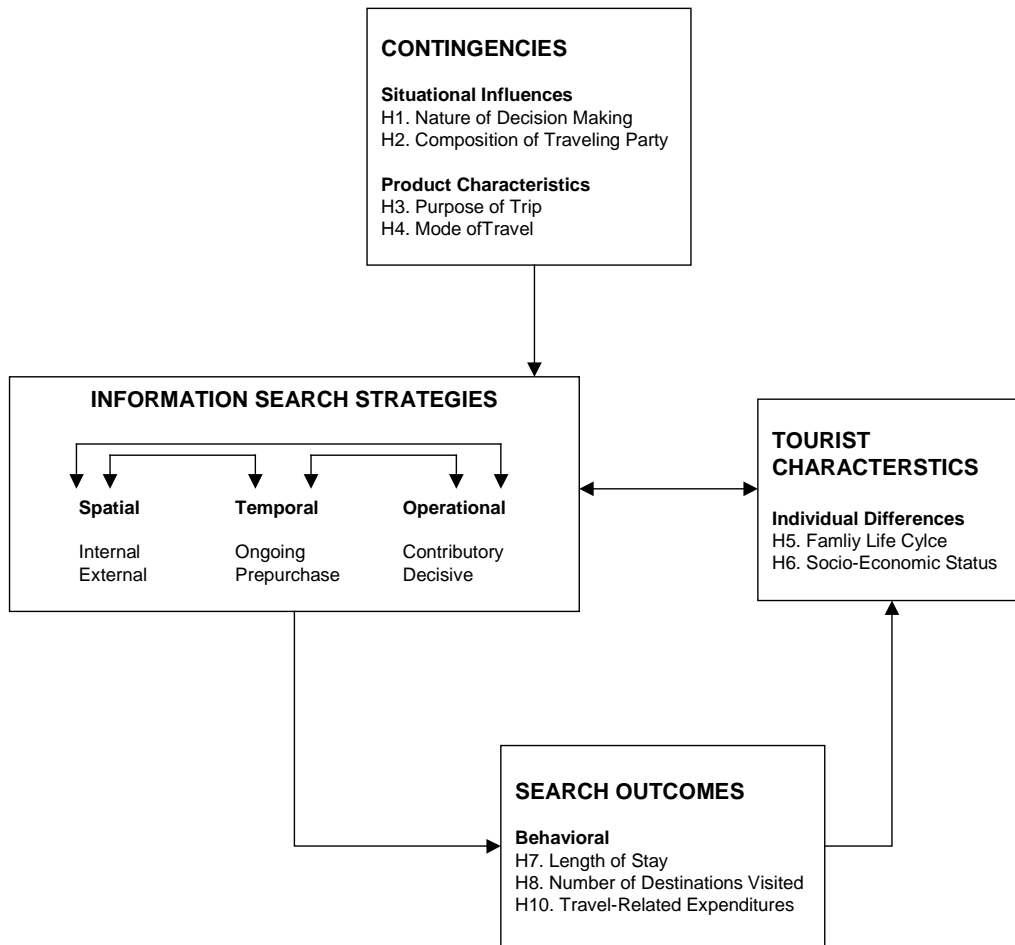 CONTINGENCIES
Situational Influences
H1. Nature of Decision Making
H2. Composition of Traveling Party
Product Characteristics
H3. Purpose of Trip
H4. Mode ofTravel
INFORMATION SEARCH STRATEGIES
Spatial
Internal
External
Temporal
Ongoing
Prepurchase
Operational
Contributory
Decisive
TOURIST
CHARACTERSTICS
Individual Differences
H5. Famliy Life Cylce
H6. Socio-Economic Status
SEARCH OUTCOMES
Behavioral
H7. Length of Stay
H8. Number of Destinations Visited
H10. Travel-Related Expenditures